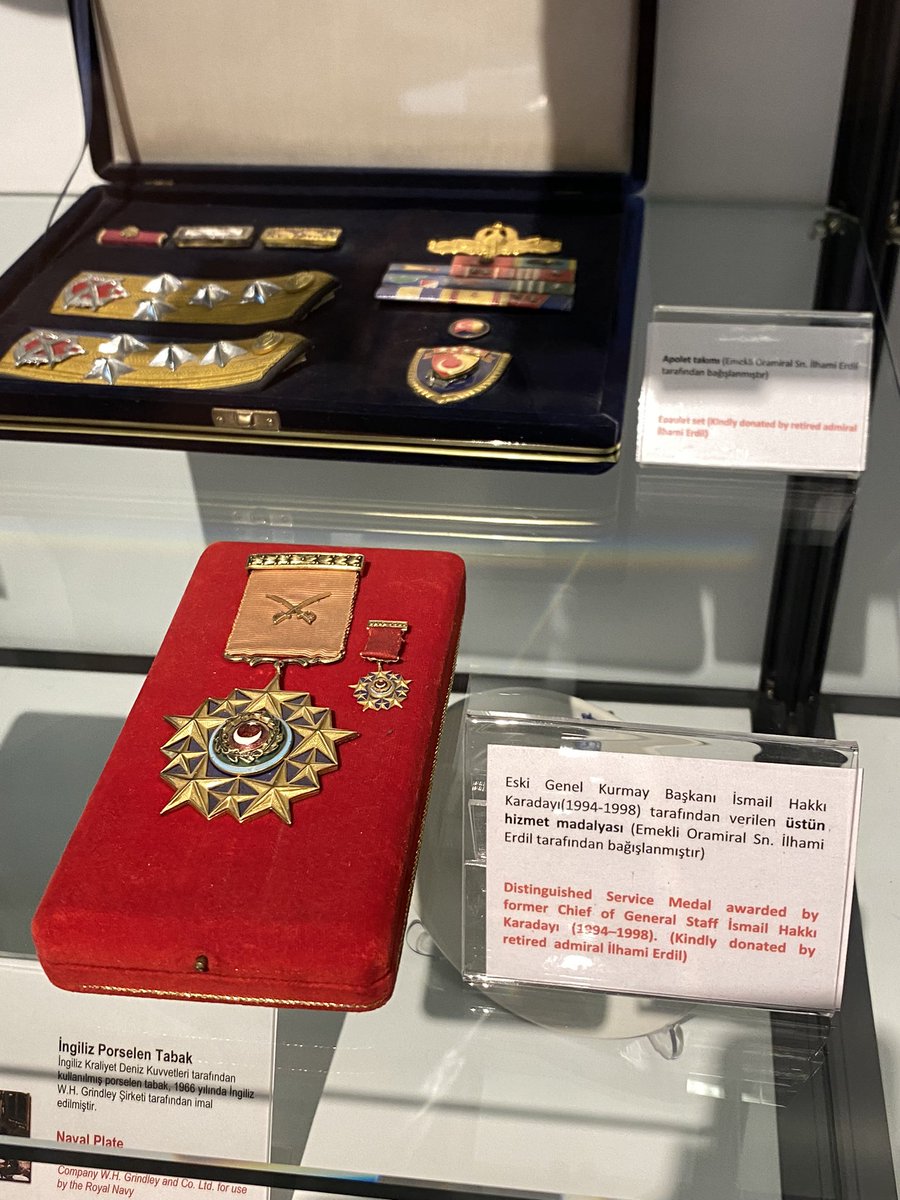 Apolet takımı (Emekli Oramiral Sn. İlhami Erdil
tarafından bağışlanmıştır)
Epaulet set (Kindly donated by retired admiral
İlhami Erdil)
Eski Genel Kurmay Başkanı İsmail Hakkı
Karadayı(1994-1998) tarafından verilen üstün
hizmet madalyası (Emekli Oramiral Sn. İlhami
Erdil tarafından bağışlanmıştır)
Distinguished Service Medal awarded by
former Chief of General Staff İsmail Hakkı
Karadayı (1994–1998). (Kindly donated by
retired admiral İlhami Erdil)
İngiliz Porselen Tabak
İngiliz Kraliyet Deniz Kuvvetleri tarafından
kullanılmış porselen tabak, 1966 yılında İngiliz
W.H. Grindley Şirketi tarafından imal
edilmiştir.
Naval Plate
Company W.H. Grindley and Co. Ltd. for use
by the Royal Navy